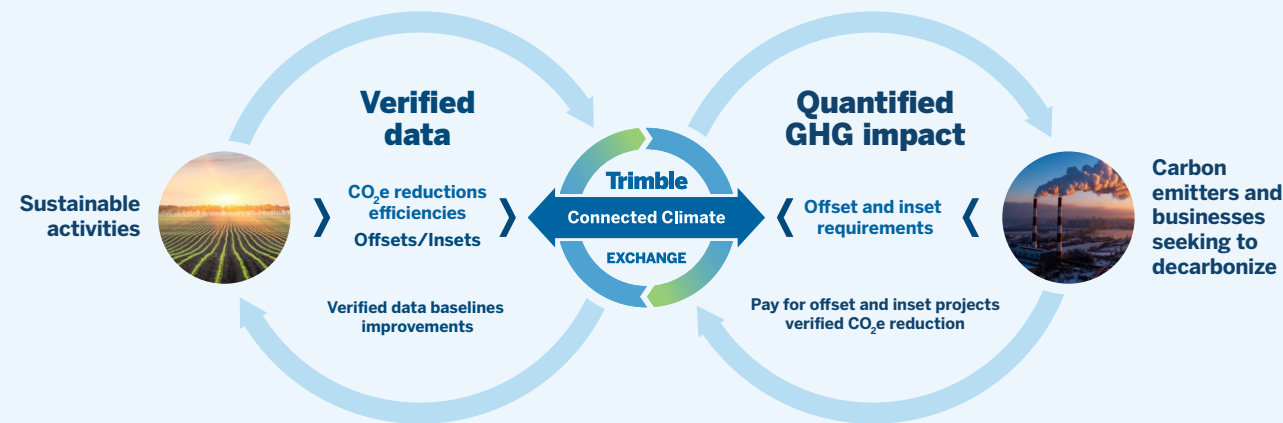 Verified
data
Quantified
GHG impact
Sustainable
activities
CO₂e reductions
efficiencies
Offsets/Insets
Trimble
Connected Climate
EXCHANGE
Offset and inset
requirements
Carbon
emitters and
businesses
seeking to
decarbonize
Verified data baselines
improvements
Pay for offset and inset projects
verified CO₂e reduction